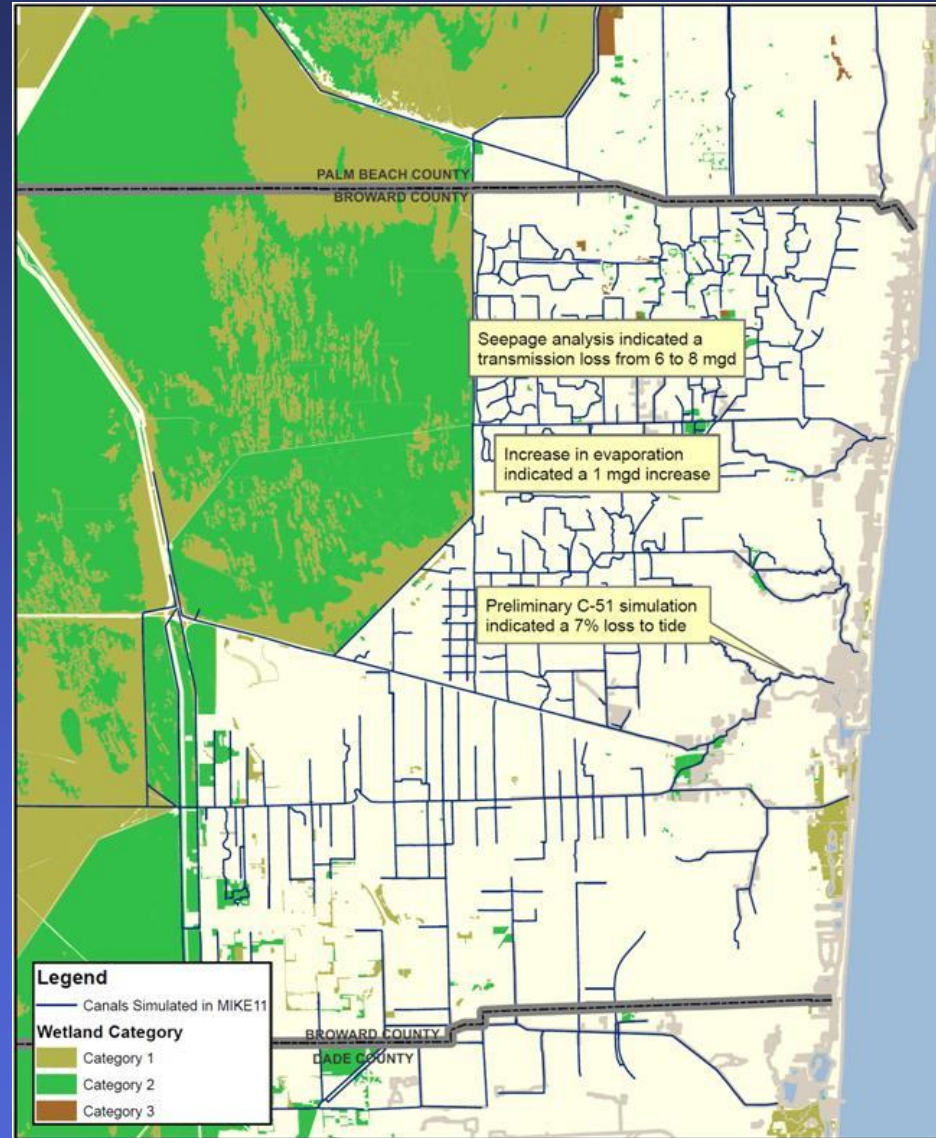 PALM BEACH COUNTY
BROWARD COUNTY
Seepage analysis indicated a
transmission loss from 6 to 8 mgd
Increase in evaporation
indicated a 1 mgd increase
Preliminary C-51 simulation
indicated a 7% loss to tide
Legend
Canals Simulated in MIKE11
Wetland Category
Category 1
Category 2
Category 3
BROWARD COUNTY
DADE COUNTY